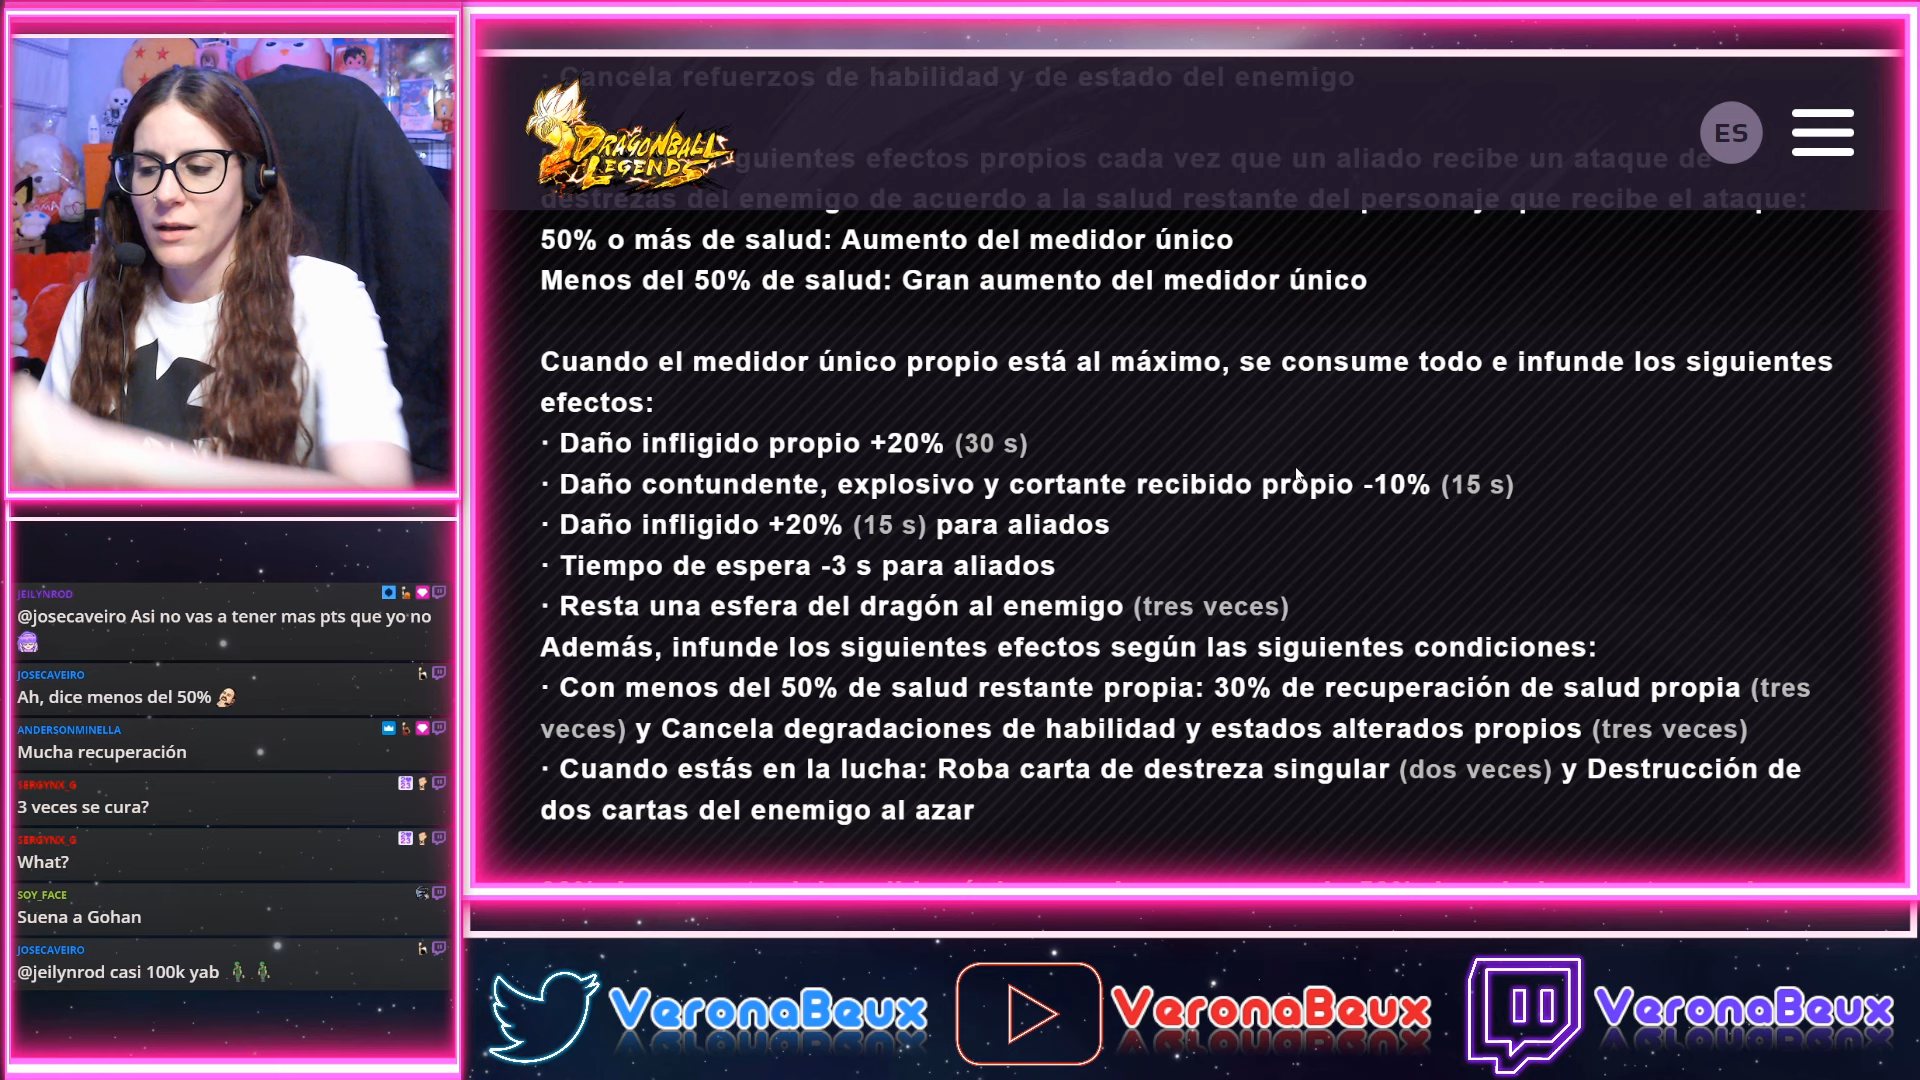 · Cancela refuerzos de habilidad y de estado del enemigo
DRAGONBALL
LEGENDS
ES
guientes efectos propios cada vez que un aliado recibe un ataque de
destrezas del enemigo de acuerdo a la salud restante del personaje que recibe el ataque:
50% o más de salud: Aumento del medidor único
Menos del 50% de salud: Gran aumento del medidor único
Cuando el medidor único propio está al máximo, se consume todo e infunde los siguientes
efectos:
· Daño infligido propio +20% (30 s)
· Daño contundente, explosivo y cortante recibido propio -10% (15 s)
· Daño infligido +20% (15 s) para aliados
· Tiempo de espera -3 s para aliados
· Resta una esfera del dragón al enemigo (tres veces)
Además, infunde los siguientes efectos según las siguientes condiciones:
· Con menos del 50% de salud restante propia: 30% de recuperación de salud propia (tres
veces) y Cancela degradaciones de habilidad y estados alterados propios (tres veces)
· Cuando estás en la lucha: Roba carta de destreza singular (dos veces) y Destrucción de
dos cartas del enemigo al azar
JEILYNROD
@josecaveiro Asi no vas a tener mas pts que yo no
JOSECAVEIRO
Ah, dice menos del 50%
ANDERSONMINELLA
Mucha recuperación
SERGYNX_G
3 veces se cura?
SERGYNX_G
What?
SOY_FACE
Suena a Gohan
JOSECAVEIRO
@jeilynrod casi 100k yab
VeronaBeux
VeronaBeux
VeronaBeux